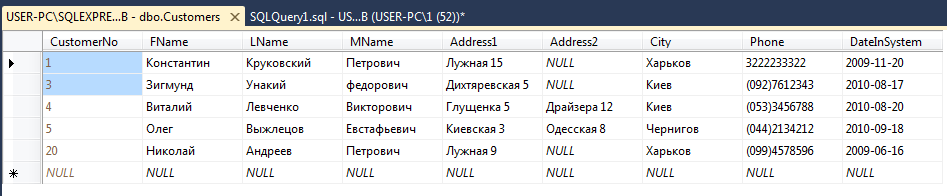 USER-PC\SQLEXPRE...B - dbo.Customers SQLQuery1.sql - US...B (USER-PC\1 (52))*
CustomerNo FName LName MName Address1 Address2 City Phone DateInSystem
1 Константин Круковский Петрович Лужная 15 NULL Харьков 3222233322 2009-11-20
3 Зигмунд Унакий федорович Дихтяревская 5 NULL Киев (092)7612343 2010-08-17
4 Виталий Левченко Викторович Глущенка 5 Драйзера 12 Киев (053)3456788 2010-08-20
5 Олег Выжлецов Евстафьевич Киевская 3 Одесская 8 Чернигов (044)2134212 2010-09-18
20 Николай Андреев Петрович Лужная 9 NULL Харьков (099)4578596 2009-06-16
NULL NULL NULL NULL NULL NULL NULL NULL NULL